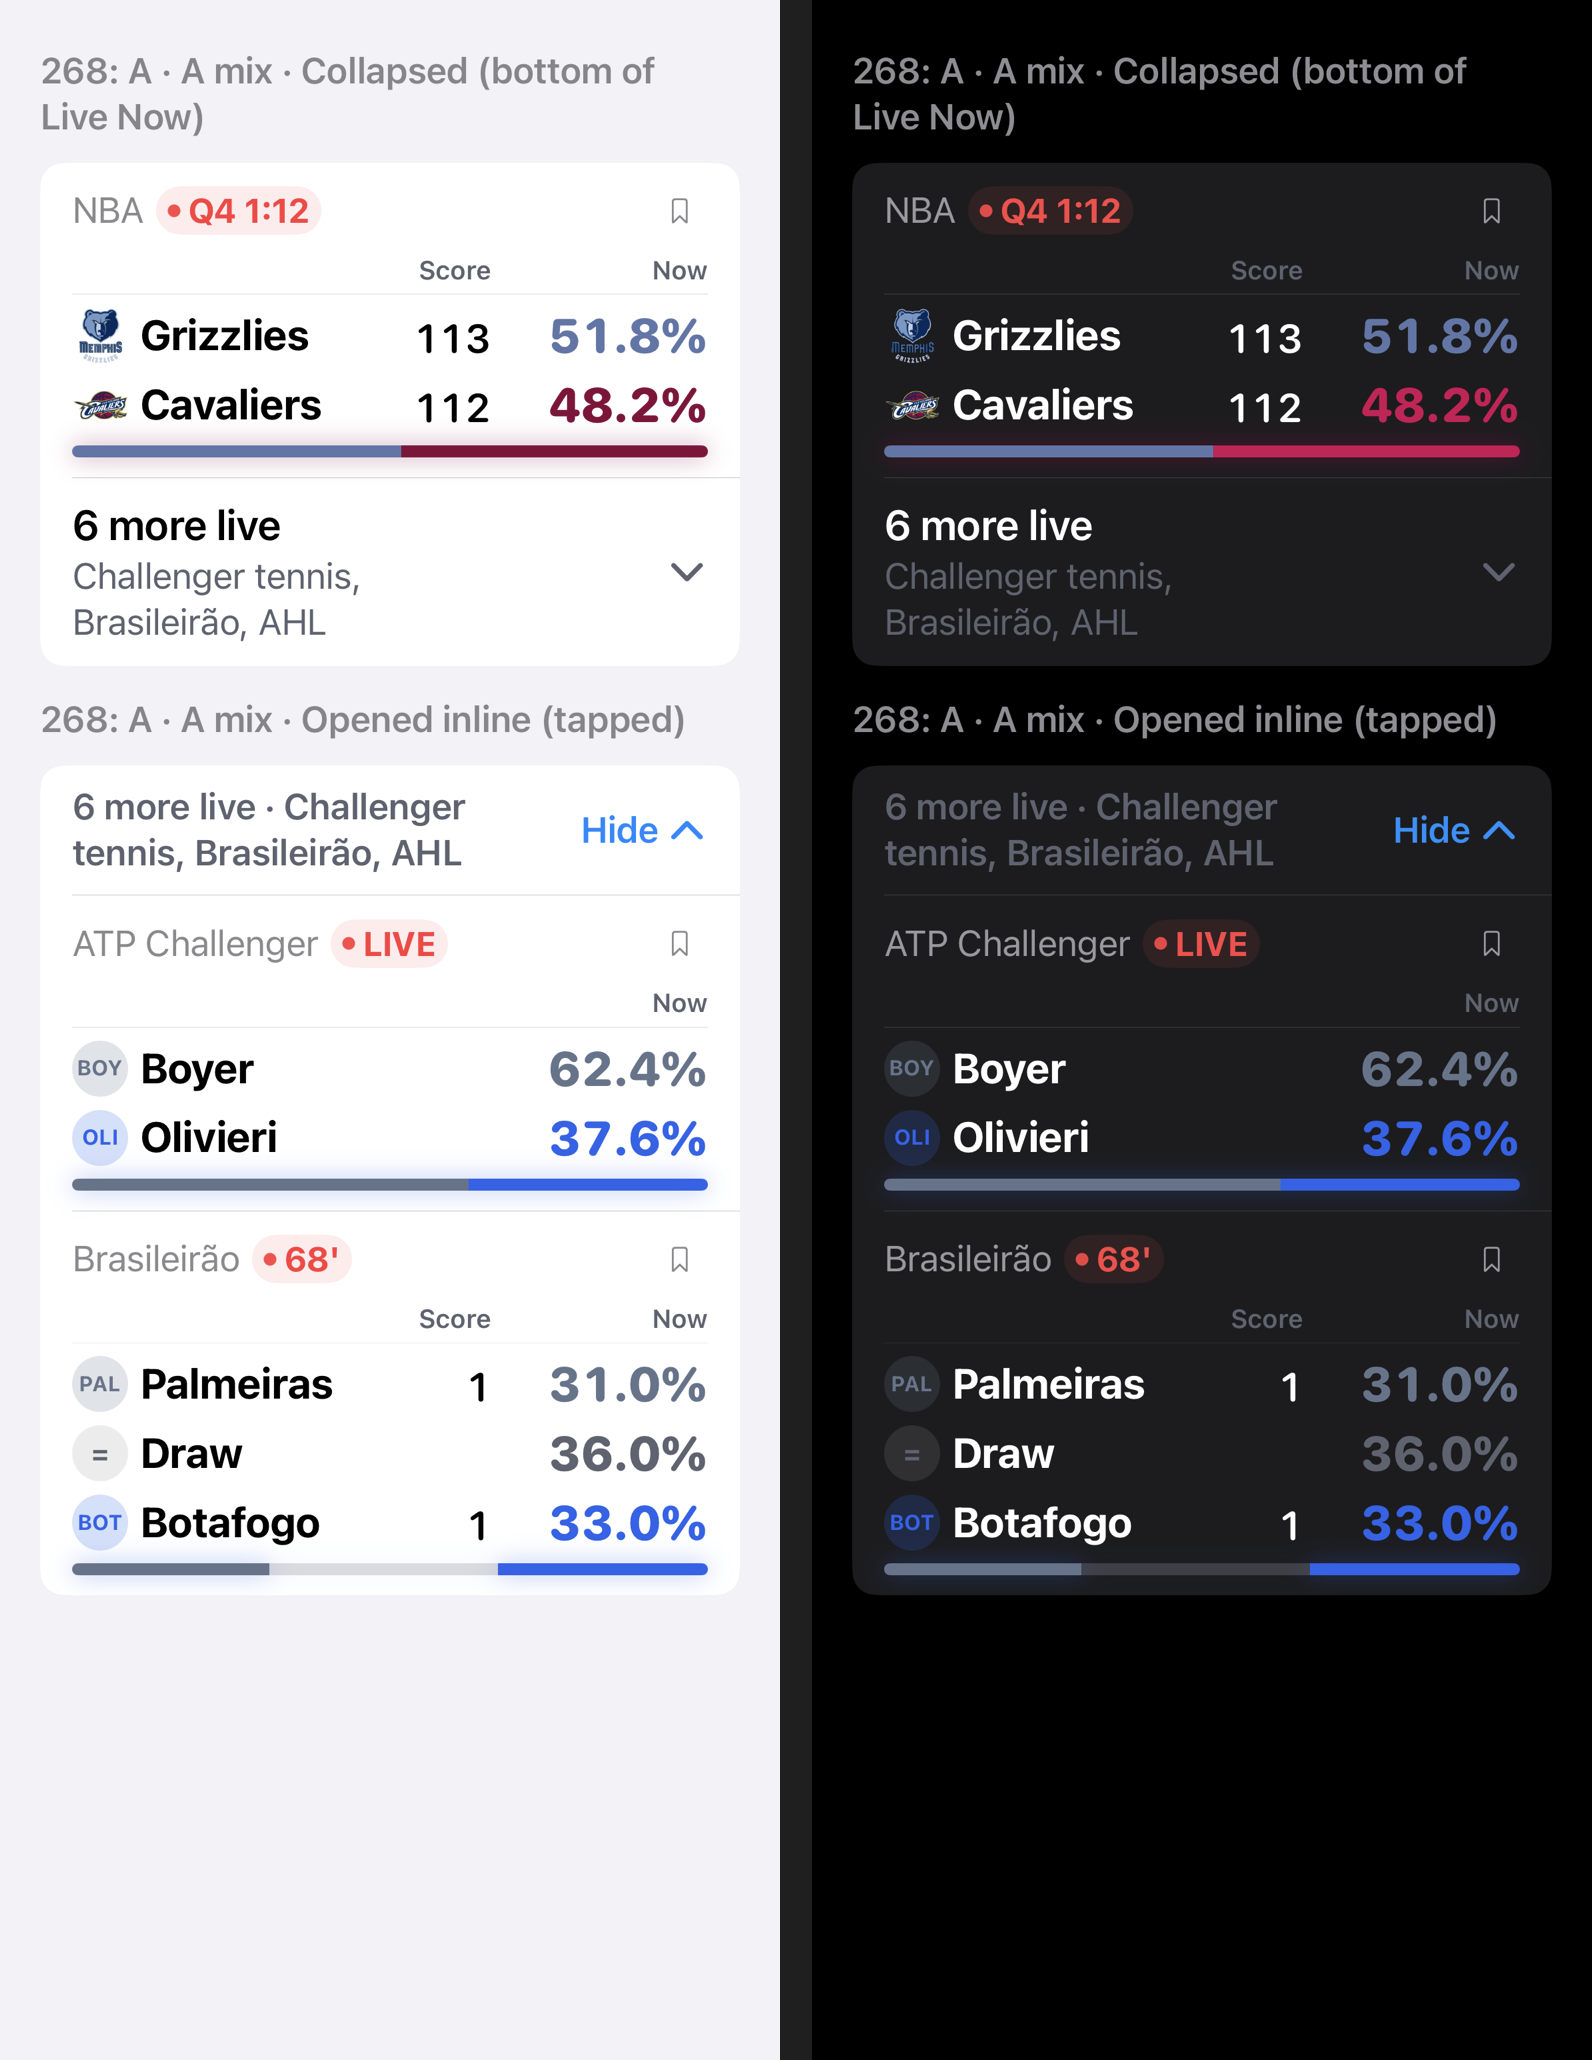 268: A · A mix · Collapsed (bottom of
Live Now)
NBA • Q4 1:12
Score Now
MEMPHIS
GRIZZLIES
Grizzlies 113 51.8%
CAVALIERS
Cavaliers 112 48.2%
6 more live
Challenger tennis,
Brasileirão, AHL
268: A · A mix · Opened inline (tapped)
6 more live · Challenger
tennis, Brasileirão, AHL
Hide
ATP Challenger • LIVE
Now
BOY Boyer 62.4%
OLI Olivieri 37.6%
Brasileirão • 68'
Score Now
PAL Palmeiras 1 31.0%
= Draw 36.0%
BOT Botafogo 1 33.0%
268: A · A mix · Collapsed (bottom of
Live Now)
NBA • Q4 1:12
Score Now
MEMPHIS
GRIZZLIES
Grizzlies 113 51.8%
CAVALIERS
Cavaliers 112 48.2%
6 more live
Challenger tennis,
Brasileirão, AHL
268: A · A mix · Opened inline (tapped)
6 more live · Challenger
tennis, Brasileirão, AHL
Hide
ATP Challenger • LIVE
Now
BOY Boyer 62.4%
OLI Olivieri 37.6%
Brasileirão • 68'
Score Now
PAL Palmeiras 1 31.0%
= Draw 36.0%
BOT Botafogo 1 33.0%